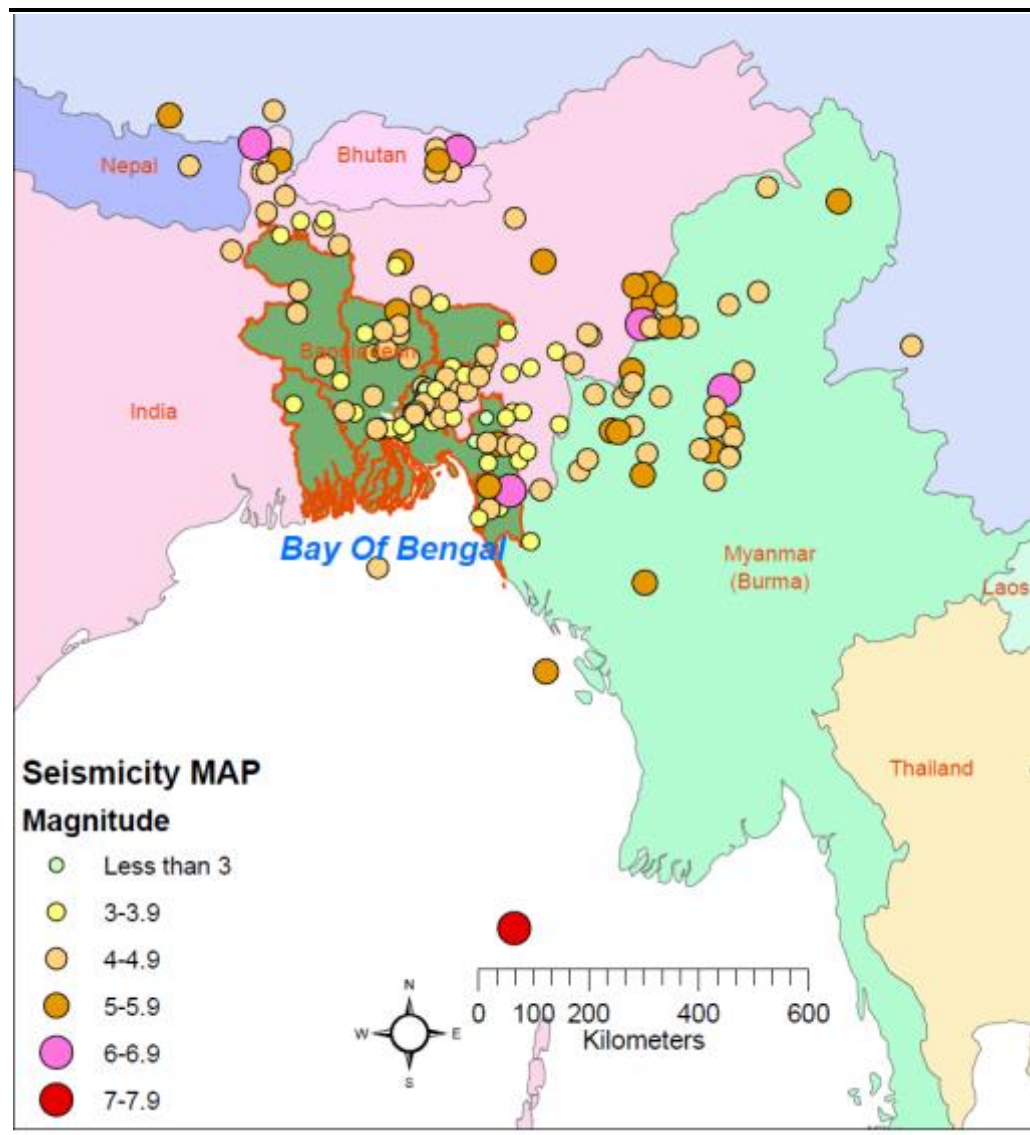 Nepal
Bhutan
Bangladesh
India
Bay Of Bengal
Myanmar
(Burma)
Laos
Thailand
Seismicity MAP
Magnitude
Less than 3
3-3.9
4-4.9
5-5.9
6-6.9
7-7.9
N
W E
S
0 100 200 400 600
Kilometers